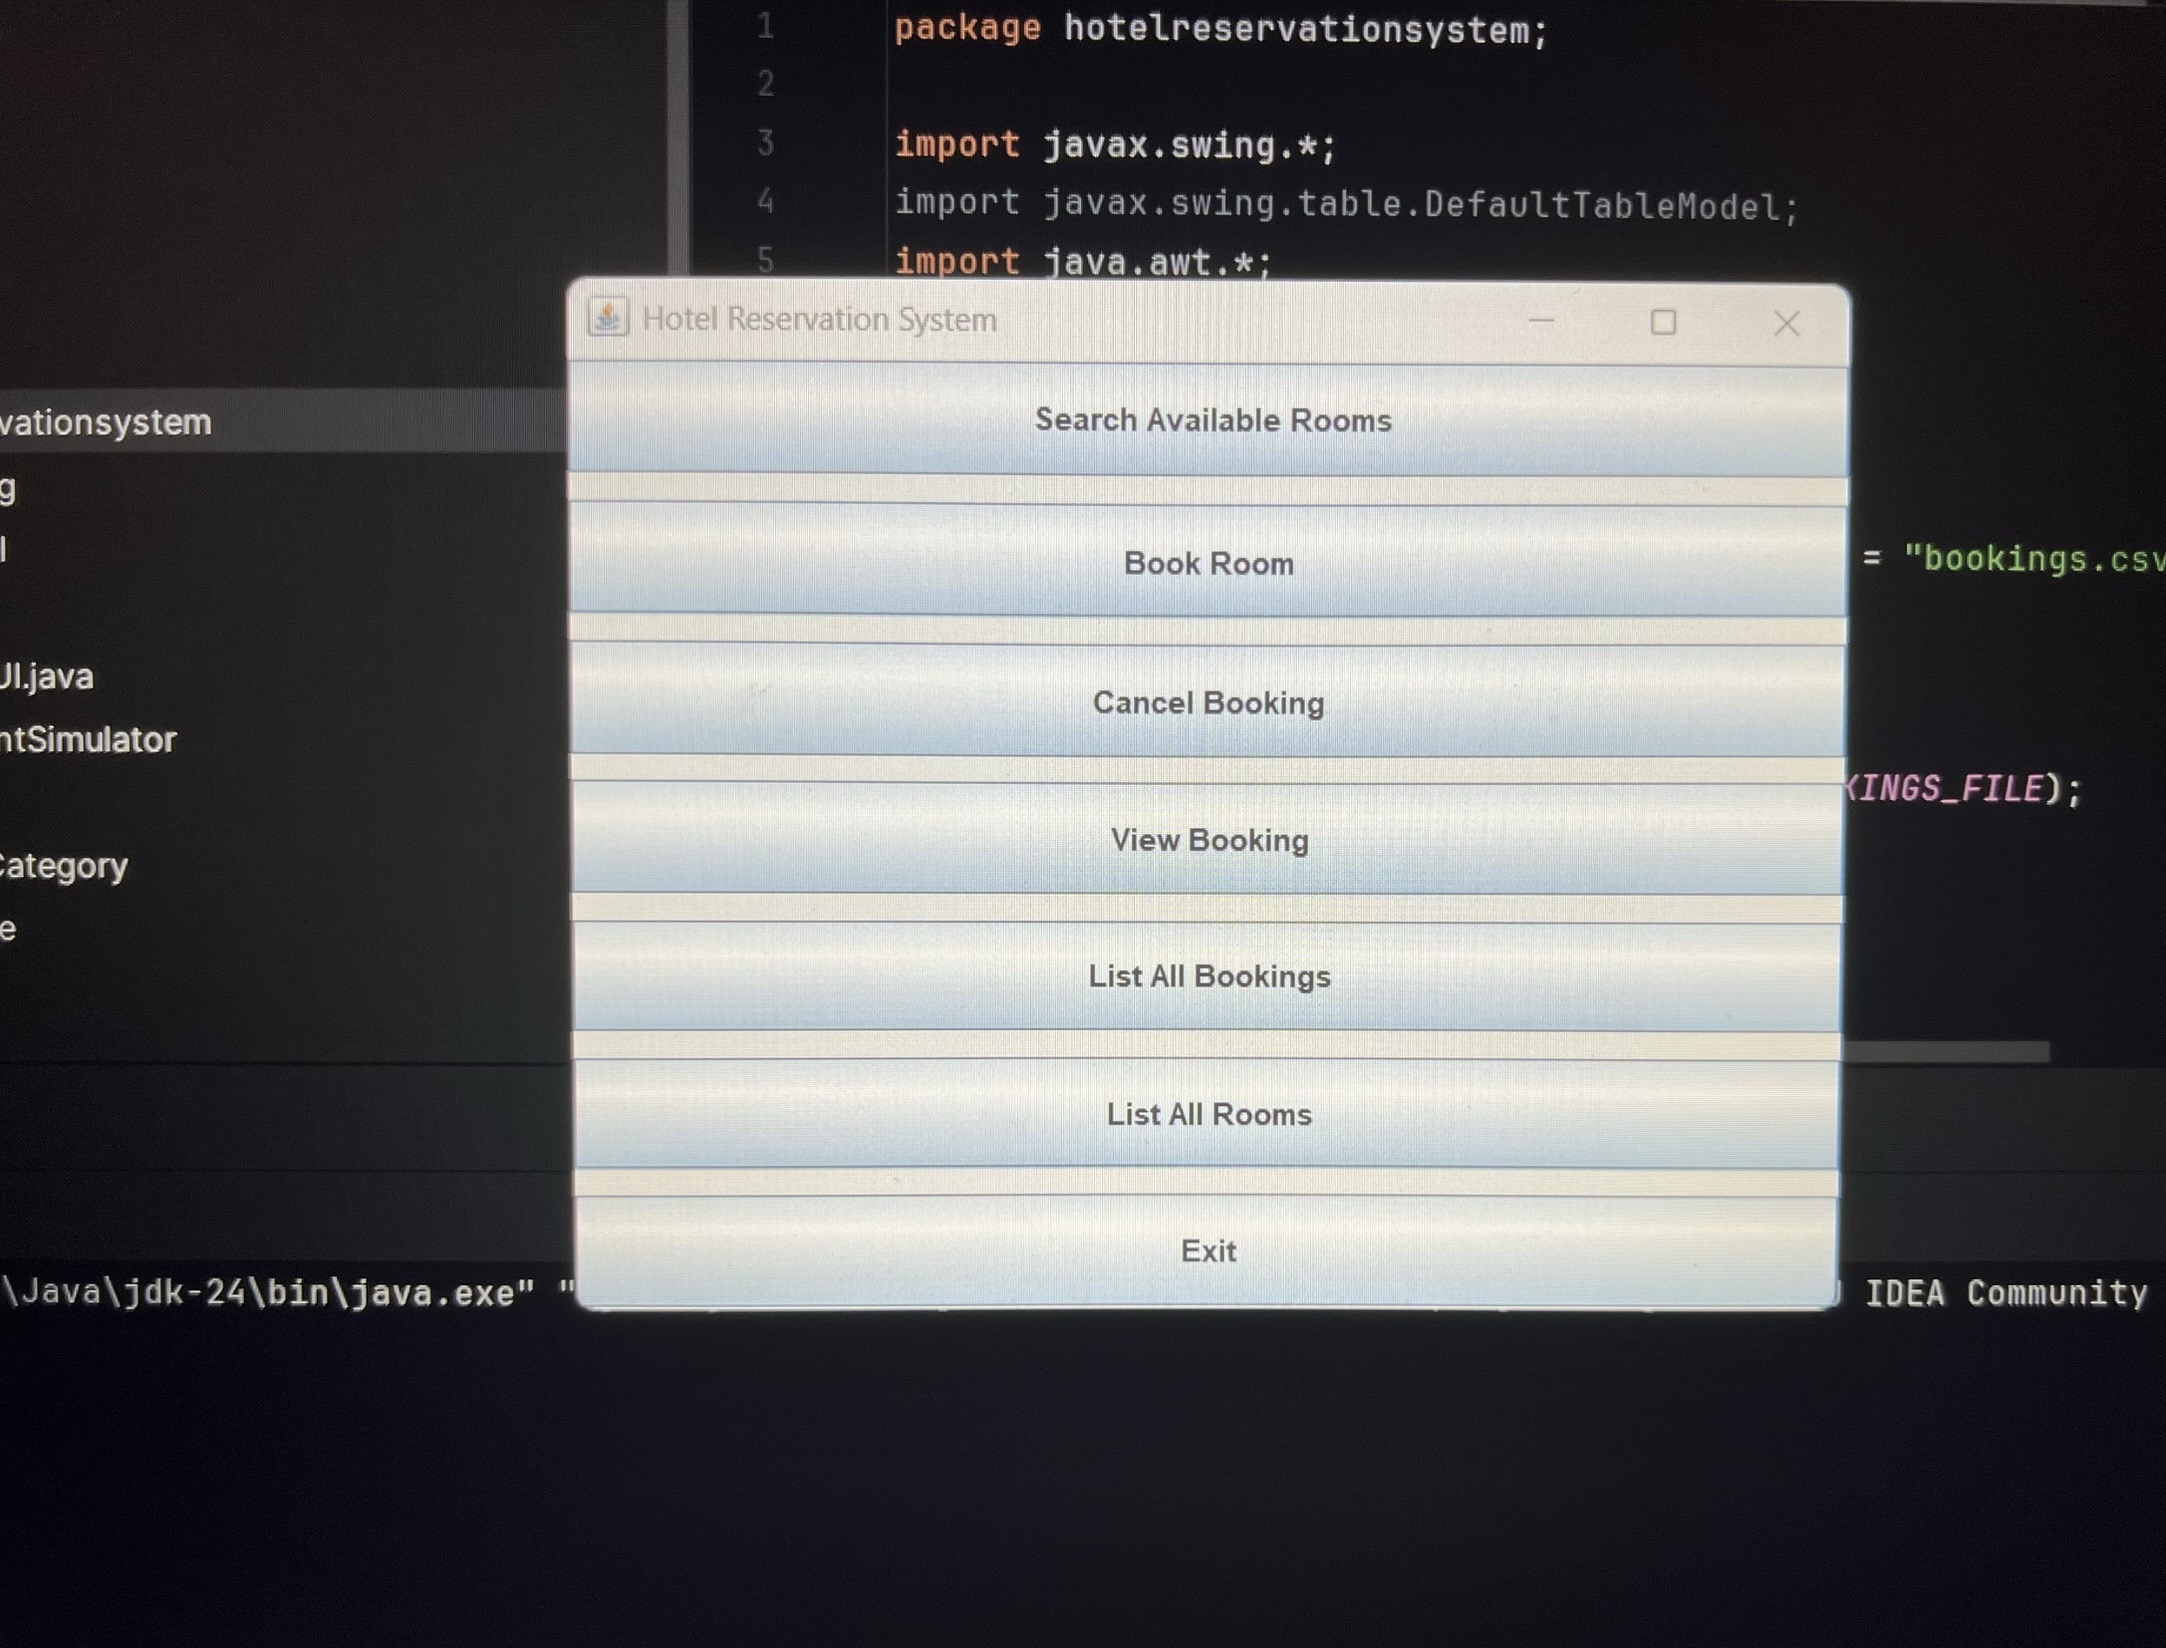 1 package hotelreservationsystem;
2
3 import javax.swing.*;
4 import javax.swing.table.DefaultTableModel;
5 import java.awt.*;
Hotel Reservation System
Search Available Rooms
vationsystem
g
l
Book Room
= "bookings.csv
UI.java
Cancel Booking
ntSimulator
KINGS_FILE);
View Booking
Category
e
List All Bookings
List All Rooms
Exit
\Java\jdk-24\bin\java.exe" "
IDEA Community